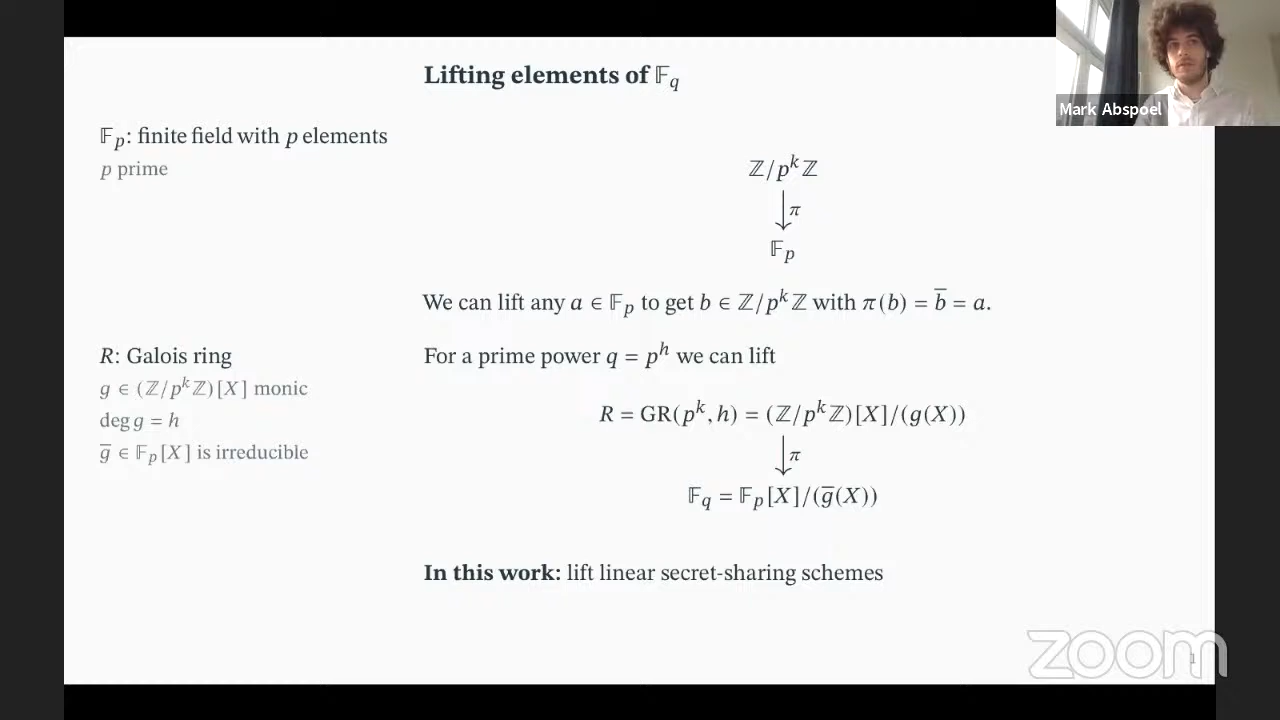 Lifting elements of 𝔽_q
Mark Abspoel
𝔽_p: finite field with p elements
p prime
ℤ/p^kℤ
π
𝔽_p
We can lift any a ∈ 𝔽_p to get b ∈ ℤ/p^kℤ with π(b) = b̅ = a.
R: Galois ring
For a prime power q = p^h we can lift
g ∈ (ℤ/p^kℤ)[X] monic
deg g = h
g̅ ∈ 𝔽_p[X] is irreducible
R = GR(p^k, h) = (ℤ/p^kℤ)[X]/(g(X))
π
𝔽_q = 𝔽_p[X]/(g̅(X))
In this work: lift linear secret-sharing schemes
zoom
1